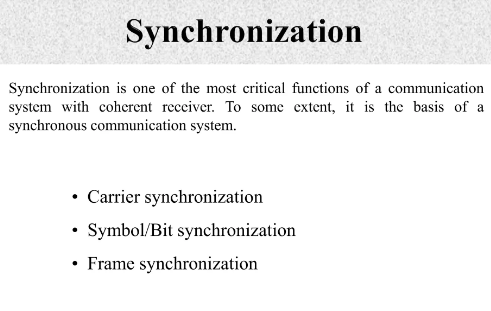 Synchronization
Synchronization is one of the most critical functions of a communication
system with coherent receiver. To some extent, it is the basis of a
synchronous communication system.
• Carrier synchronization
• Symbol/Bit synchronization
• Frame synchronization